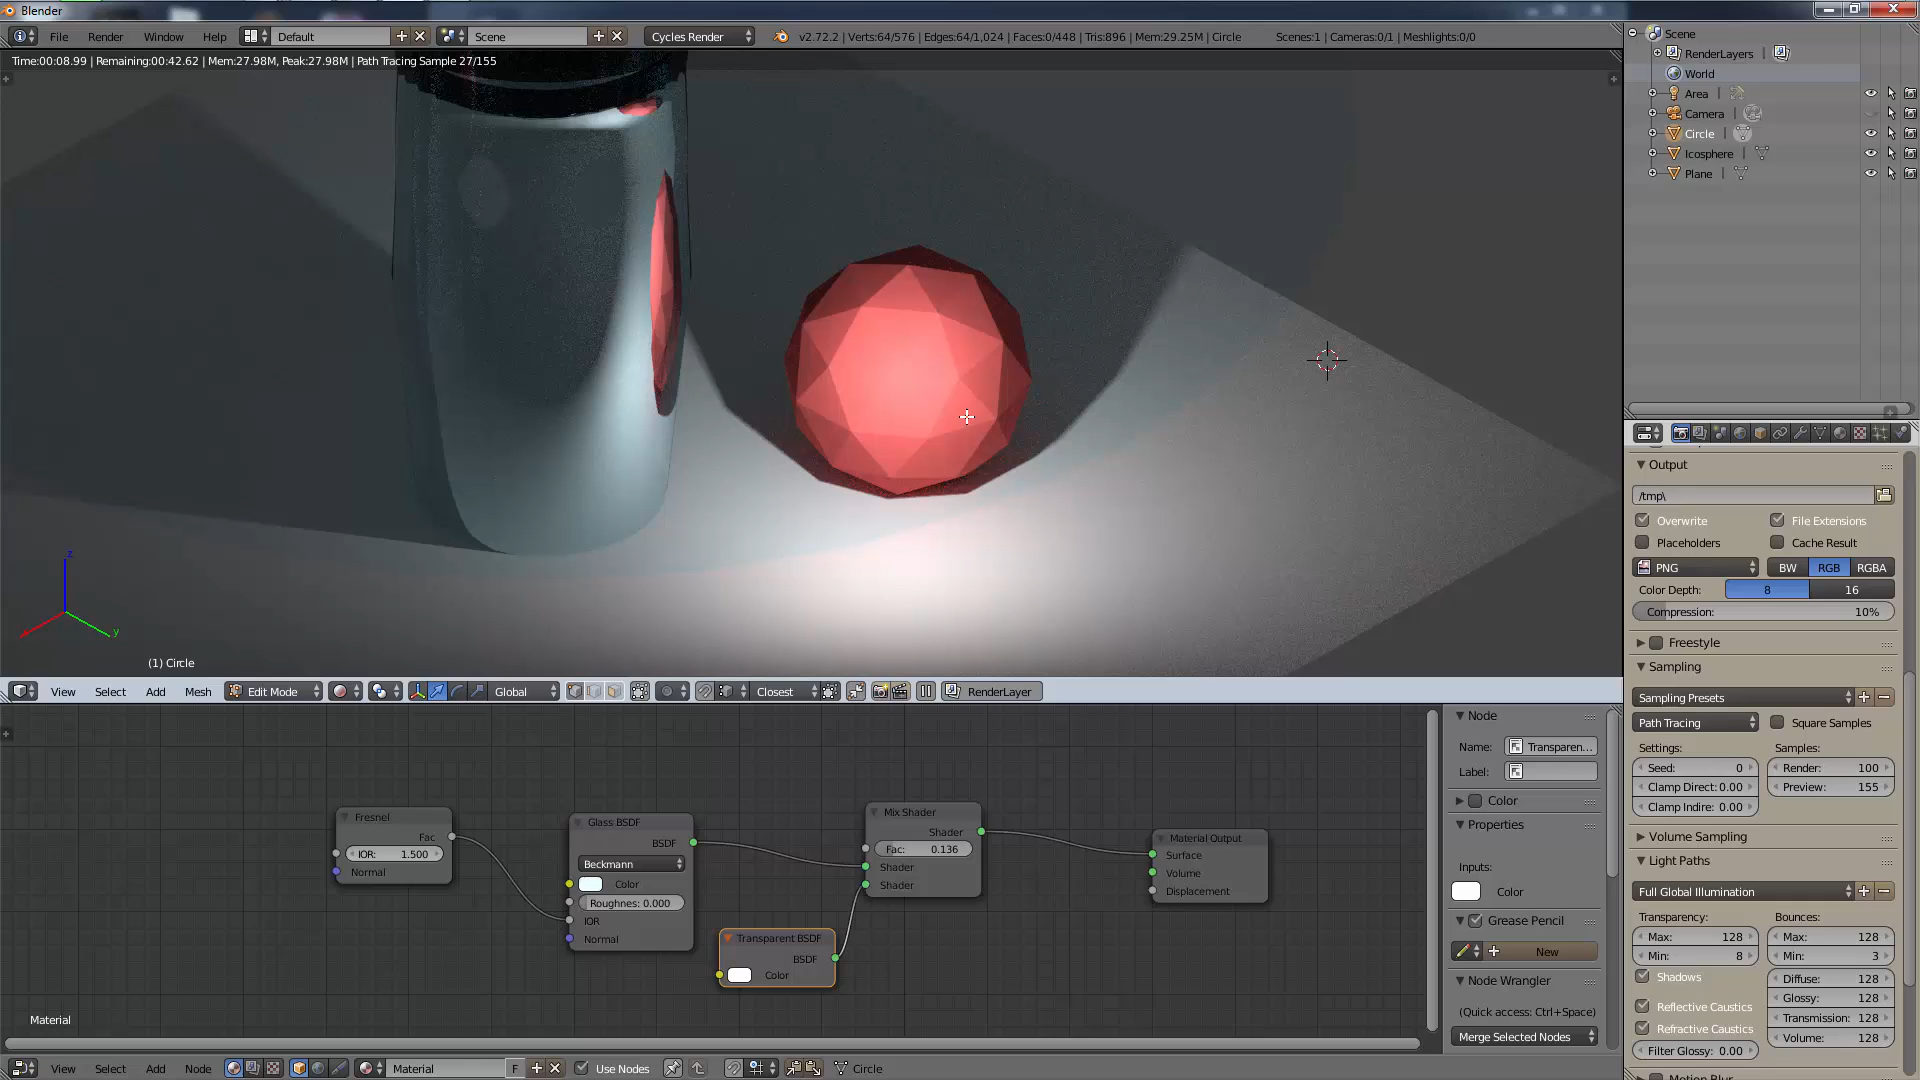 Blender
File Render Window Help Default Scene Cycles Render v2.72.2 | Verts:64/576 | Edges:64/1,024 | Faces:0/448 | Tris:896 | Mem:29.25M | Circle Scenes:1 | Cameras:0/1 | Meshlights:0/0
Time:00:08.99 | Remaining:00:42.62 | Mem:27.98M, Peak:27.98M | Path Tracing Sample 27/155
Scene
RenderLayers
World
Area
Camera
Circle
Icosphere
Plane
z
y
(1) Circle
View Select Add Mesh Edit Mode Global Closest RenderLayer
Output
/tmp\
Overwrite File Extensions
Placeholders Cache Result
PNG BW RGB RGBA
Color Depth: 8 16
Compression: 10%
Freestyle
Sampling
Sampling Presets
Path Tracing Square Samples
Settings: Samples:
Seed: 0 Render: 100
Clamp Direct: 0.00 Preview: 155
Clamp Indire: 0.00
Volume Sampling
Light Paths
Full Global Illumination
Transparency: Bounces:
Max: 128 Max: 128
Min: 8 Min: 3
Shadows Diffuse: 128
Glossy: 128
Reflective Caustics Transmission: 128
Refractive Caustics Volume: 128
Filter Glossy: 0.00
Motion Blur
Fresnel
Fac
IOR: 1.500
Normal
Glass BSDF
BSDF
Beckmann
Color
Roughnes: 0.000
IOR
Normal
Transparent BSDF
BSDF
Color
Mix Shader
Shader
Fac: 0.136
Shader
Shader
Material Output
Surface
Volume
Displacement
Material
Node
Name: Transparen...
Label:
Color
Properties
Inputs:
Color
Grease Pencil
New
Node Wrangler
(Quick access: Ctrl+Space)
Merge Selected Nodes
View Select Add Node Material F Use Nodes Circle